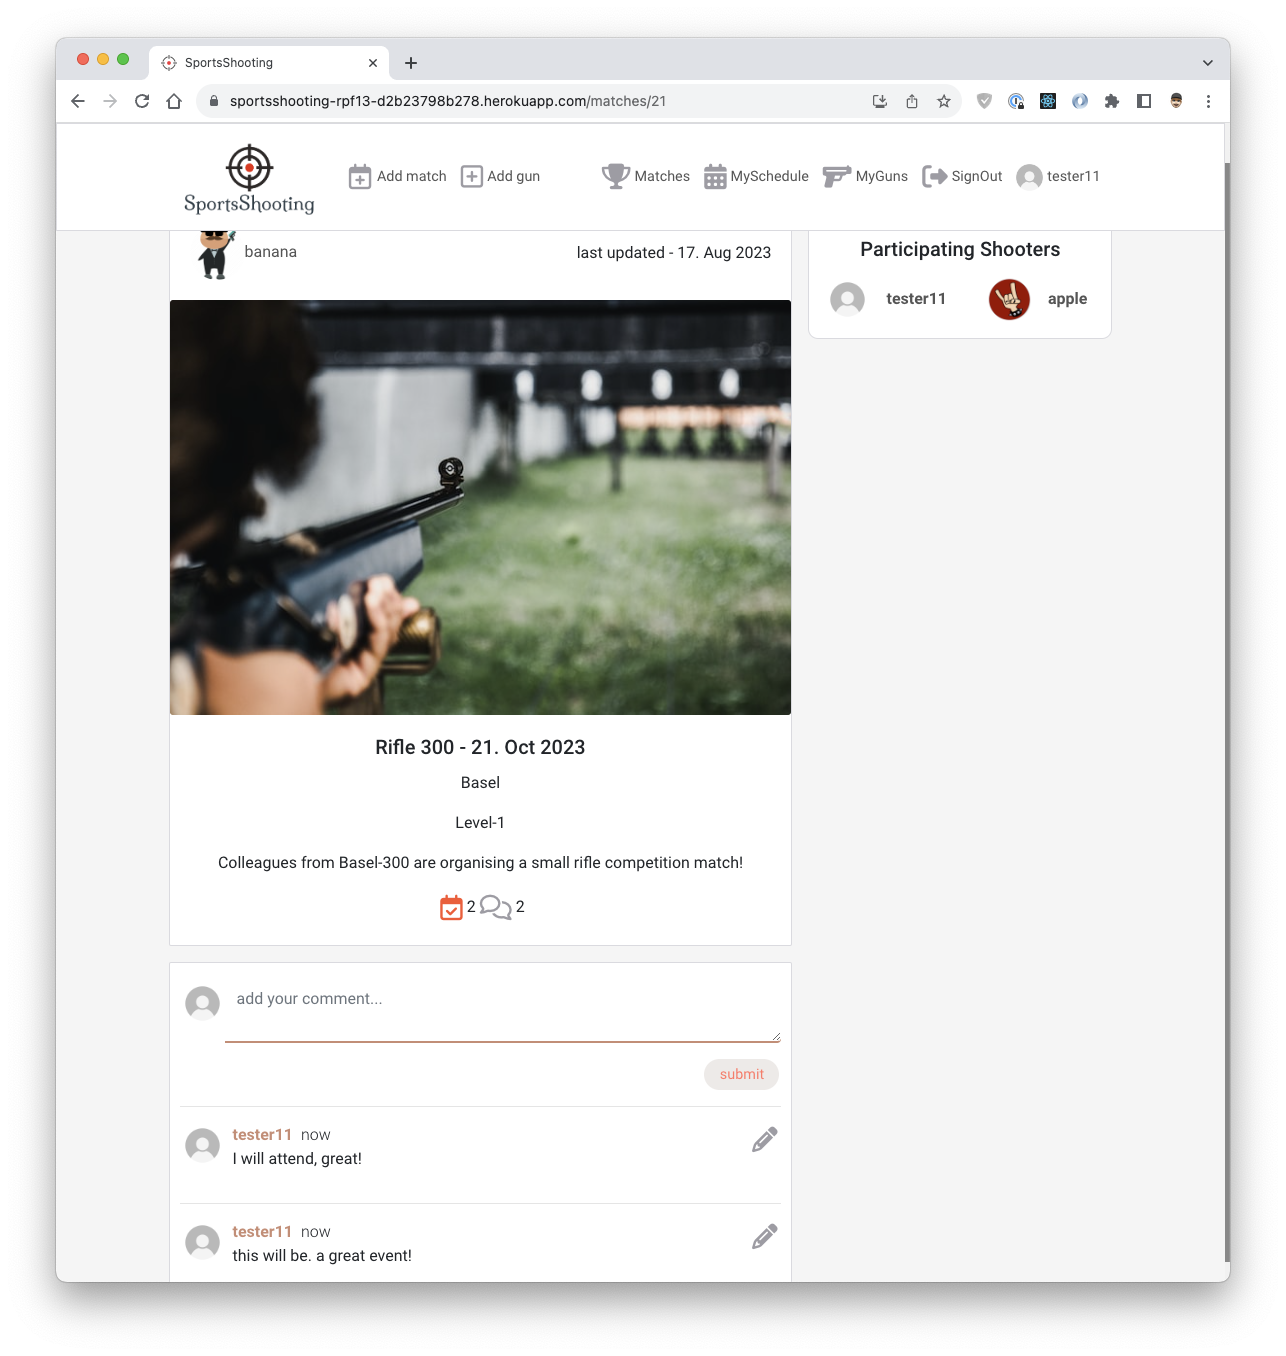 SportsShooting
sportsshooting-rpf13-d2b23798b278.herokuapp.com/matches/21
SportsShooting
Add match
Add gun
Matches
MySchedule
MyGuns
SignOut
tester11
banana
last updated - 17. Aug 2023
Participating Shooters
tester11
apple
Rifle 300 - 21. Oct 2023
Basel
Level-1
Colleagues from Basel-300 are organising a small rifle competition match!
2 2
add your comment...
submit
tester11 now
I will attend, great!
tester11 now
this will be. a great event!